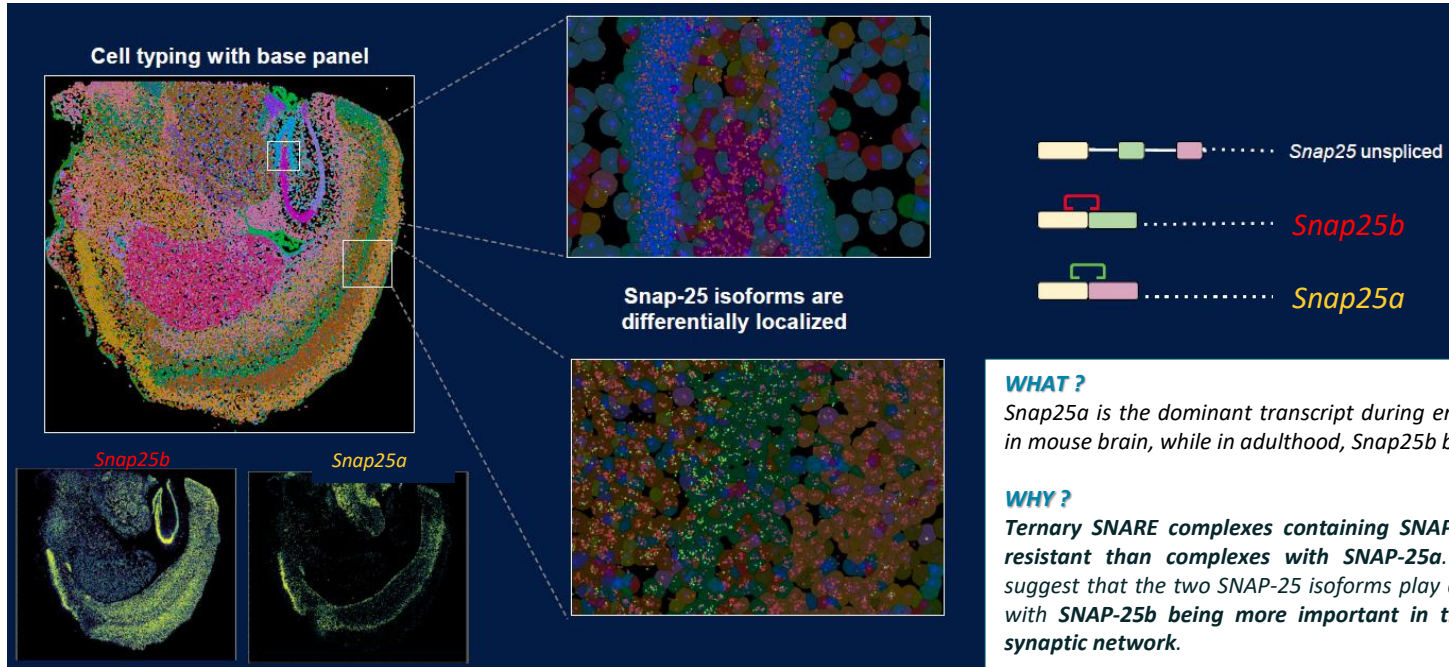 Cell typing with base panel
Snap25b
Snap25a
Snap-25 isoforms are
differentially localized
Snap25 unspliced
Snap25b
Snap25a
WHAT ?
Snap25a is the dominant transcript during
in mouse brain, while in adulthood, Snap25b
WHY ?
Ternary SNARE complexes containing
resistant than complexes with SNAP-25a.
suggest that the two SNAP-25 isoforms play
with SNAP-25b being more important in
synaptic network.